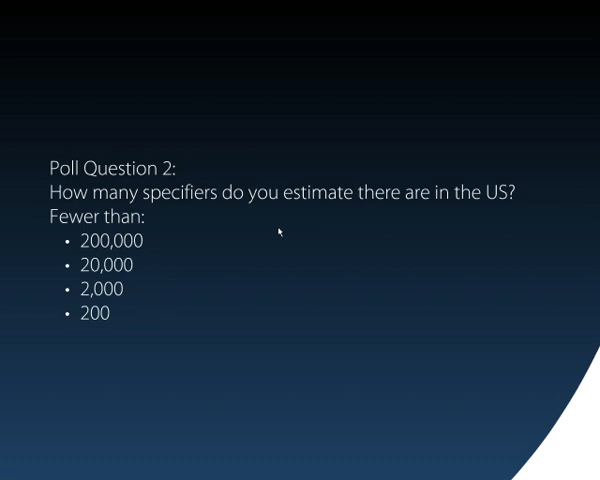 Poll Question 2:
How many specifiers do you estimate there are in the US?
Fewer than:
• 200,000
• 20,000
• 2,000
• 200